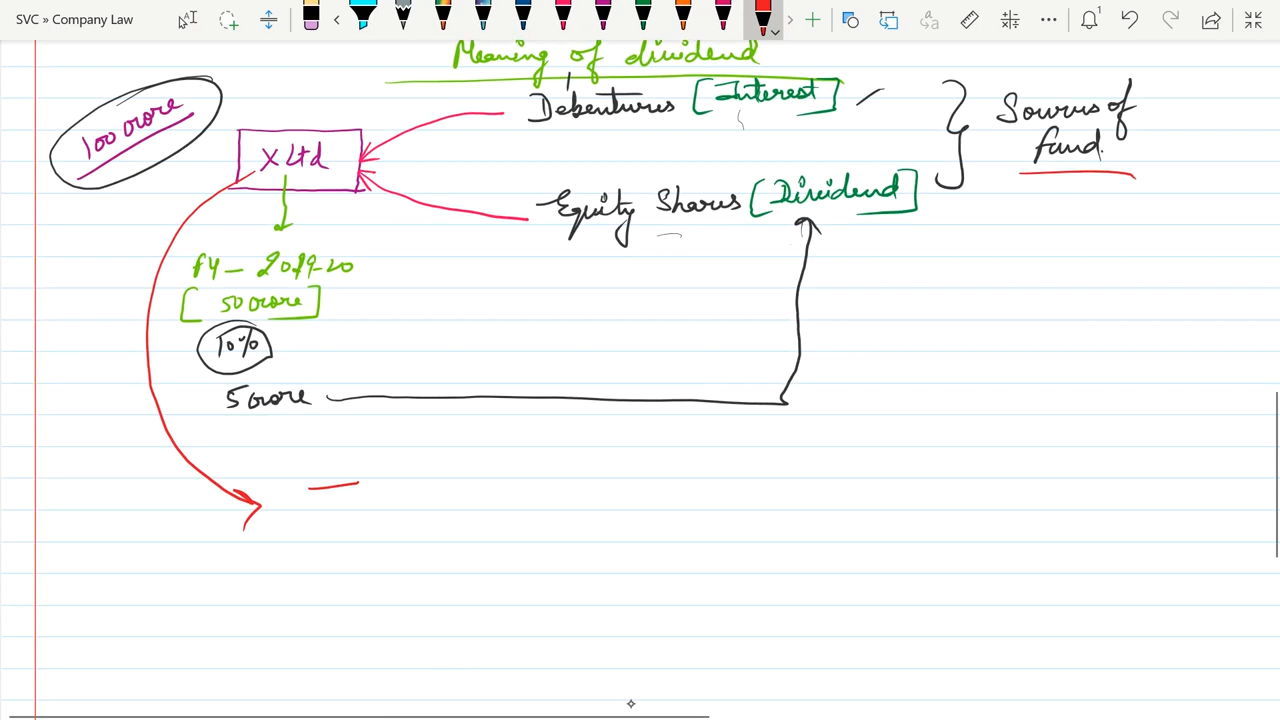 SVC » Company Law
Meaning of dividend
100 crore
Debentures [Interest]
Sources of
fund.
X Ltd
Equity Shares [Dividend]
FY - 2019-20
[50 crore]
10%
5 crore